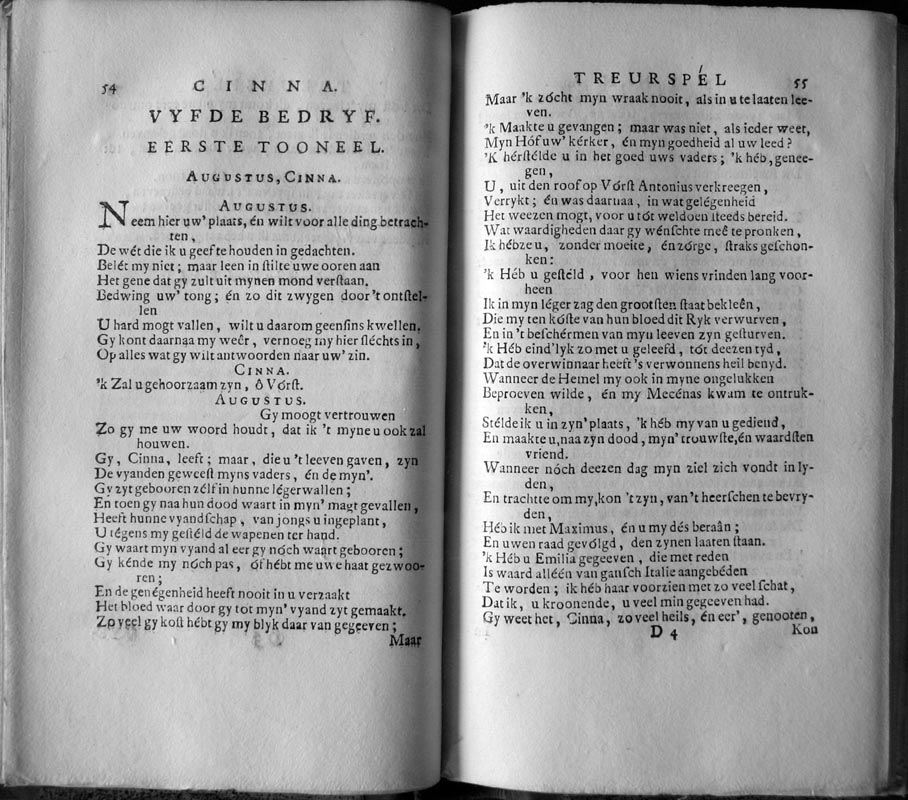 54
CINNA.
VYFDE BEDRYF.
EERSTE TOONEEL.
AUGUSTUS, CINNA.
AUGUSTUS.
Neem hier uw' plaats, én wilt voor alle ding betrach-
ten,
De wét die ik u geef te houden in gedachten.
Belét my niet; maar leen in ſtilte uwe ooren aan
Het gene dat gy zult uit mynen mond verſtaan.
Bedwing uw' tong; én zo dit zwygen door 't ontſtel-
len
U hard mogt vallen, wilt u daarom geenſins kwellen.
Gy kont daarnaa my weêr, vernoeg my hier ſléchts in,
Op alles wat gy wilt antwoorden naar uw' zin.
CINNA.
'k Zal u gehoorzaam zyn, ô Vórſt.
AUGUSTUS.
Gy moogt vertrouwen
Zo gy me uw woord houdt, dat ik 't myne u ook zal
houwen.
Gy, Cinna, leeft; maar, die u 't leeven gaven, zyn
De vyanden geweeſt myns vaders, én de myn'.
Gy zyt gebooren zélf in hunne légerwallen;
En toen gy naa hun dood waart in myn' magt gevallen,
Heeft hunne vyandſchap, van jongs u ingeplant,
U tégens my geſtéld de wapenen ter hand.
Gy waart myn vyand al eer gy nóch waart gebooren;
Gy kénde my nóch pas, óf hébt me uwe haat gezwoo-
ren;
En de genégenheid heeft nooit in u verzaakt
Het bloed waar door gy tot myn' vyand zyt gemaakt.
Zo veel gy koſt hébt gy my blyk daar van gegeeven;
Maar
TREURSPÉL
55
Maar 'k zócht myn wraak nooit, als in u te laaten lee-
ven.
'k Maakte u gevangen; maar was niet, als ieder weet,
Myn Hóf uw' kérker, én myn goedheid al uw leed?
'K hérſtélde u in het goed uws vaders; 'k héb, genee-
gen,
U, uit den roof op Vórſt Antonius verkreegen,
Verrykt; én was daarnaa, in wat gelégenheid
Het weezen mogt, voor u tót weldoen ſteeds bereid.
Wat waardigheden daar gy wénſchte meê te pronken,
Ik héb ze u, zonder moeite, én zórge, ſtraks geſchon-
ken:
'k Héb u geſtéld, voor hen wiens vrinden lang voor-
heen
Ik in myn léger zag den grootſten ſtaat bekleên,
Die my ten kóſte van hun bloed dit Ryk verwurven,
En in 't beſchérmen van myn leeven zyn geſturven.
'k Héb eind'lyk zo met u geleefd, tót deezen tyd,
Dat de overwinnaar heeft 's verwonnens heil benyd.
Wanneer de Hemel my ook in myne ongelukken
Beproeven wilde, én my Mecénas kwam te ontruk-
ken,
Stélde ik u in zyn' plaats, 'k héb my van u gediend,
En maakte u, naa zyn dood, myn' trouwſte, én waardſten
vriend.
Wanneer nóch deezen dag myn ziel zich vondt in ly-
den,
En trachtte om my, kon 't zyn, van 't heerſchen te bevry-
den,
Héb ik met Maximus, én u my dés beraân;
En uwen raad gevólgd, den zynen laaten ſtaan.
'k Héb u Emilia gegeeven, die met reden
Is waard alléén van ganſch Italie aangebéden
Te worden; ik héb haar voorzien met zo veel ſchat,
Dat ik, u kroonende, u veel min gegeeven had.
Gy weet het, Cinna, zo veel heils, én eer', genooten,
D 4
Kon